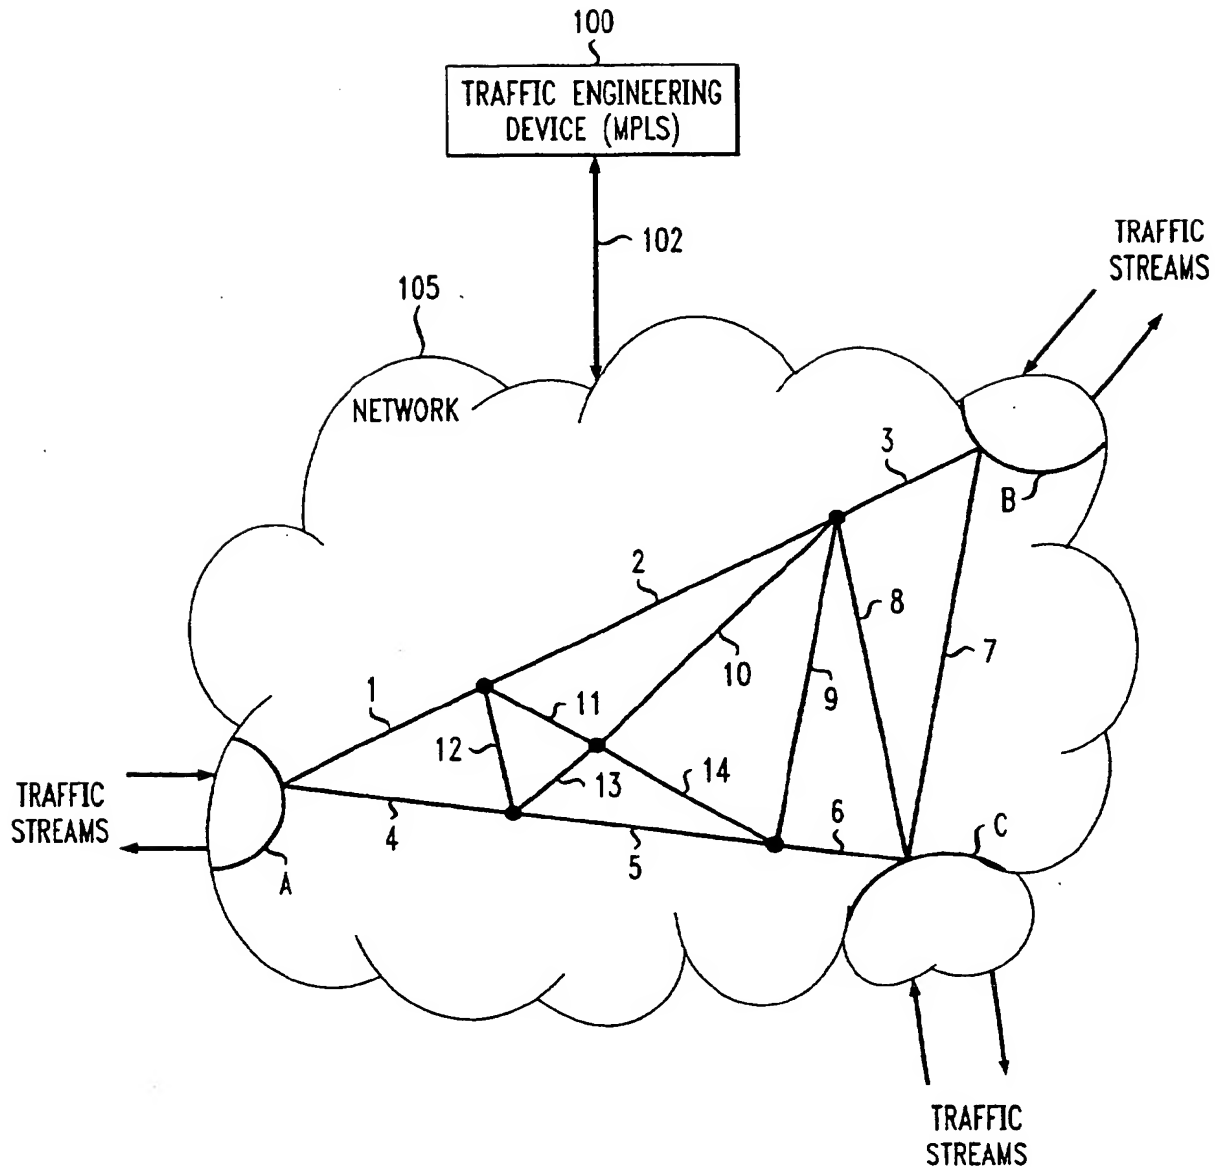 100
TRAFFIC ENGINEERING
DEVICE (MPLS)
102
TRAFFIC
STREAMS
105
NETWORK
3
B
2
8
10
9
7
1
11
12
13
14
TRAFFIC
STREAMS
4
5
6
C
A
TRAFFIC
STREAMS